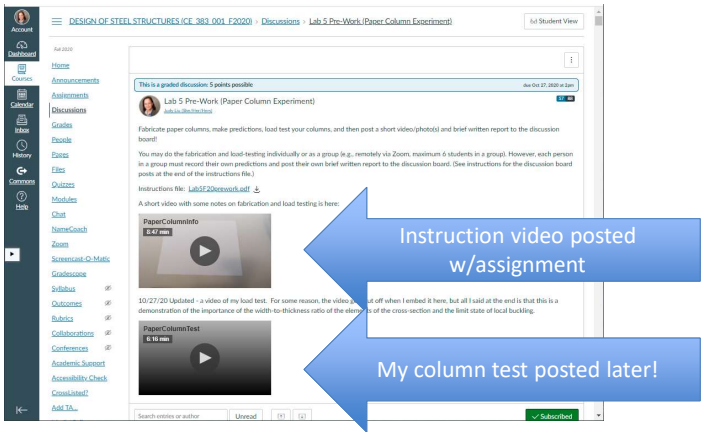 Account
Dashboard
Courses
Calendar
Inbox
History
Commons
Help
DESIGN OF STEEL STRUCTURES (CE_383_001_F2020) › Discussions › Lab 5 Pre-Work (Paper Column Experiment)
Student View
Fall 2020
Home
Announcements
Assignments
Discussions
Grades
People
Pages
Files
Quizzes
Modules
Chat
NameCoach
Zoom
Screencast-O-Matic
Gradescope
Syllabus
Outcomes
Rubrics
Collaborations
Conferences
Academic Support
Accessibility Check
CrossListed?
Add TA...
This is a graded discussion: 5 points possible
due Oct 27, 2020 at 2pm
Lab 5 Pre-Work (Paper Column Experiment)
57 88
Fabricate paper columns, make predictions, load test your columns, and then post a short video/photo(s) and brief written report to the discussion
board!
You may do the fabrication and load-testing individually or as a group (e.g., remotely via Zoom, maximum 6 students in a group). However, each person
in a group must record their own predictions and post their own brief written report to the discussion board. (See instructions for the discussion board
posts at the end of the instructions file.)
Instructions file: Lab5F20prework.pdf
A short video with some notes on fabrication and load testing is here:
PaperColumnInfo
8:47 min
Instruction video posted
w/assignment
10/27/20 Updated - a video of my load test. For some reason, the video g ut off when I embed it here, but all I said at the end is that this is a
demonstration of the importance of the width-to-thickness ratio of the elements of the cross-section and the limit state of local buckling.
PaperColumnTest
6:16 min
My column test posted later!
Search entries or author
Unread
Subscribed